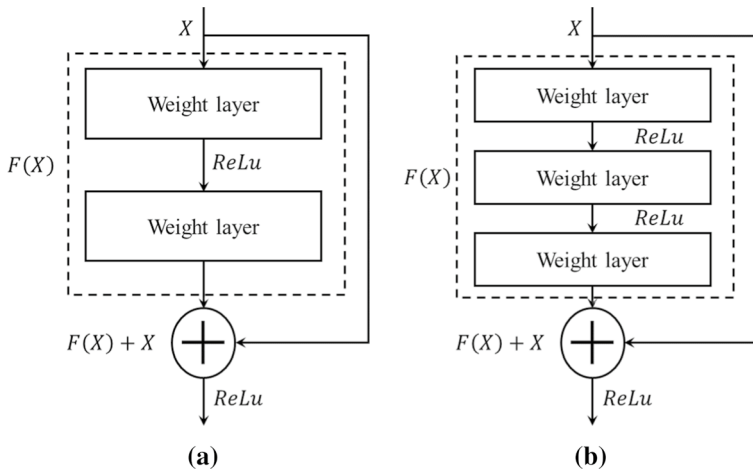 X
Weight layer
ReLu
F(X)
Weight layer
F(X) + X
ReLu
(a)
X
Weight layer
ReLu
F(X)
Weight layer
ReLu
Weight layer
F(X) + X
ReLu
(b)